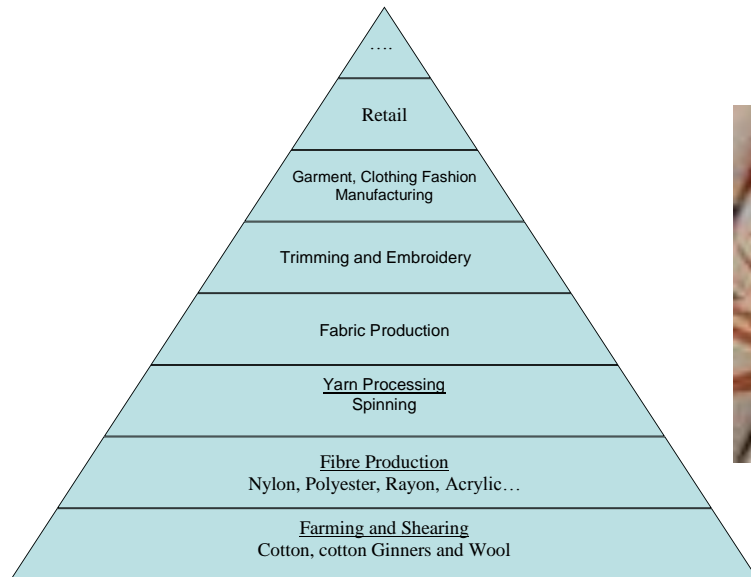 ....
Retail
Garment, Clothing Fashion
Manufacturing
Trimming and Embroidery
Fabric Production
Yarn Processing
Spinning
Fibre Production
Nylon, Polyester, Rayon, Acrylic…
Farming and Shearing
Cotton, cotton Ginners and Wool